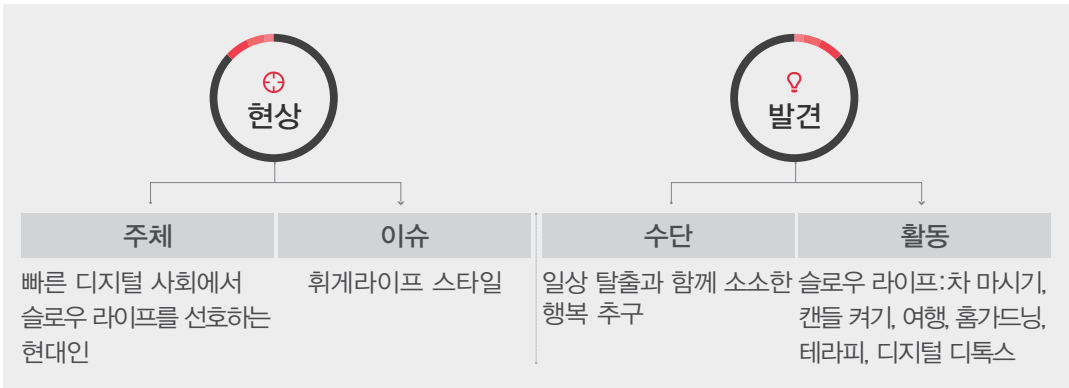 현상
발견
주체
이슈
수단
활동
빠른 디지털 사회에서
슬로우 라이프를 선호하는
현대인
휘게라이프 스타일
일상 탈출과 함께 소소한
행복 추구
슬로우 라이프:차 마시기,
캔들 켜기, 여행, 홈가드닝,
테라피, 디지털 디톡스